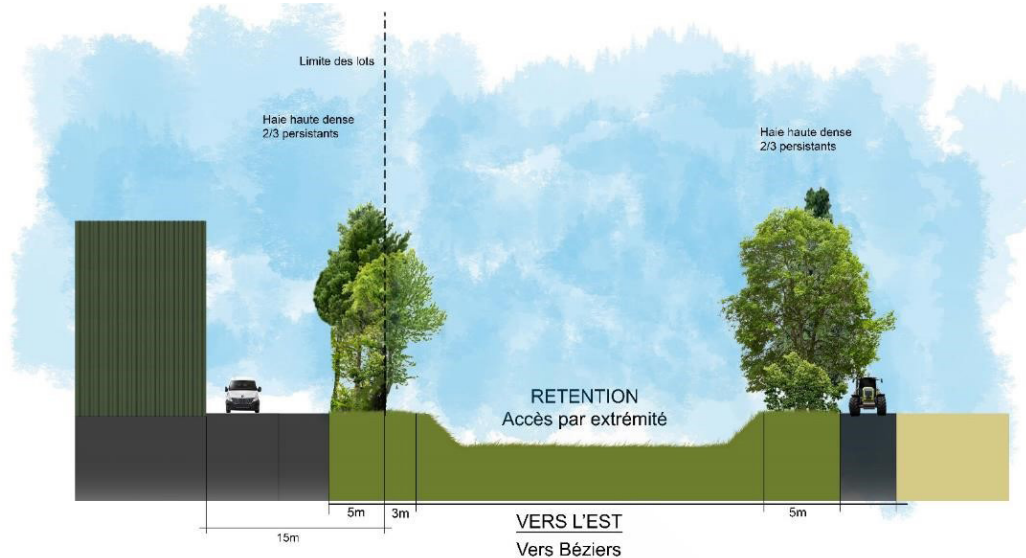 Limite des lots
Haie haute dense
2/3 persistants
Haie haute dense
2/3 persistants
RETENTION
Accès par extrémité
5m
3m
5m
15m
VERS L'EST
Vers Béziers